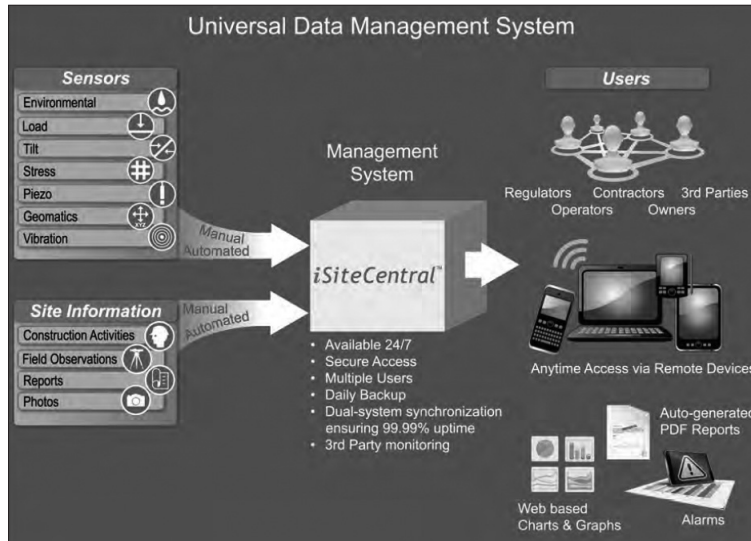 Universal Data Management System
Sensors
Environmental
Load
Tilt
Stress
Piezo
Geomatics
XYZ
Vibration
Manual
Automated
Site Information
Construction Activities
Field Observations
Reports
Photos
Manual
Automated
Management
System
iSiteCentral™
• Available 24/7
• Secure Access
• Multiple Users
• Daily Backup
• Dual-system synchronization
ensuring 99.99% uptime
• 3rd Party monitoring
Users
Regulators Contractors 3rd Parties
Operators Owners
Anytime Access via Remote Devices
Auto-generated
PDF Reports
Web based
Charts & Graphs
Alarms